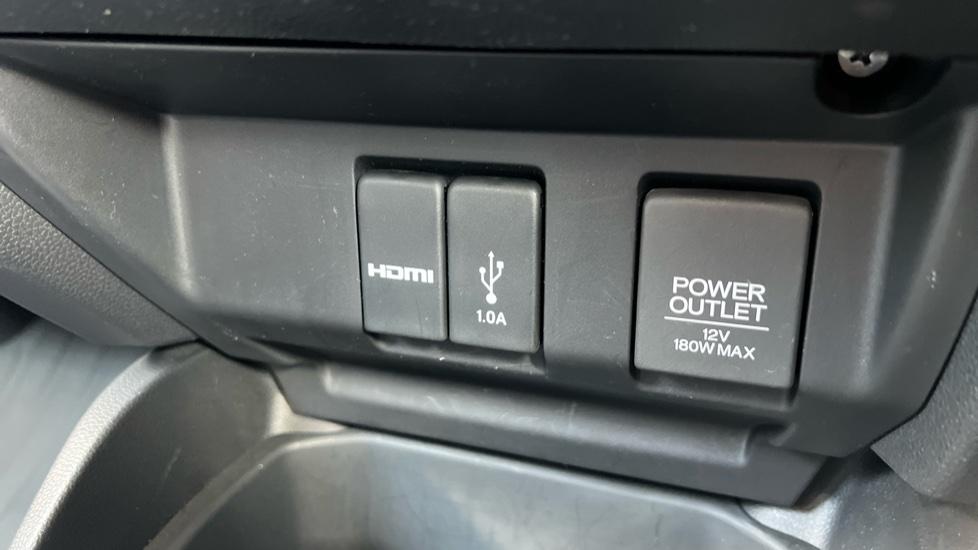 HDMI
1.0A
POWER
OUTLET
12V
180W MAX